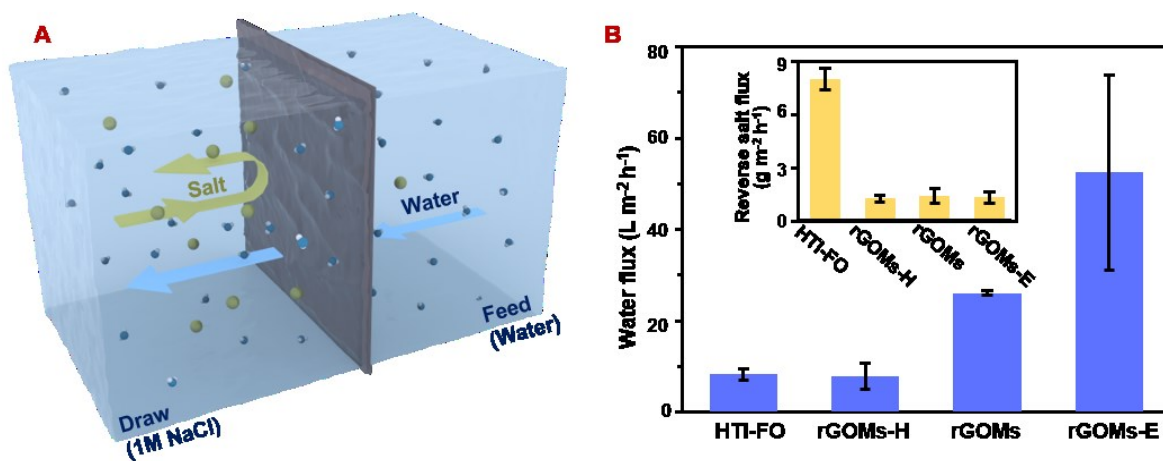 A
Salt
Water
Feed
(Water)
Draw
(1M NaCl)
B
Water flux (L m⁻² h⁻¹)
80
60
40
20
0
Reverse salt flux
(g m⁻² h⁻¹)
9
6
3
0
HTI-FO
rGOMs-H
rGOMs
rGOMs-E
HTI-FO
rGOMs-H
rGOMs
rGOMs-E